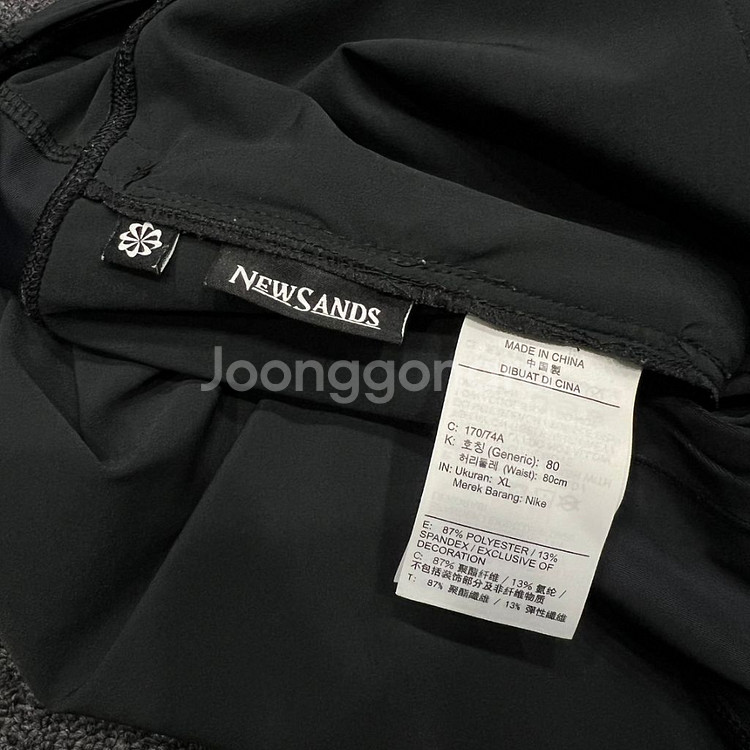 NEWSANDS
Joonggon
MADE IN CHINA
中国製
DIBUAT DI CINA
C: 170/74A
K: 호칭 (Generic): 80
허리둘레 (Waist): 80cm
IN: Ukuran: XL
Merek Barang: Nike
E: 87% POLYESTER / 13%
SPANDEX / EXCLUSIVE OF
DECORATION
C: 87% 聚酯纤维 / 13% 氨纶 /
不包括装饰部分及非纤维物质
T: 87% 聚酯纖維 / 13% 彈性纖維